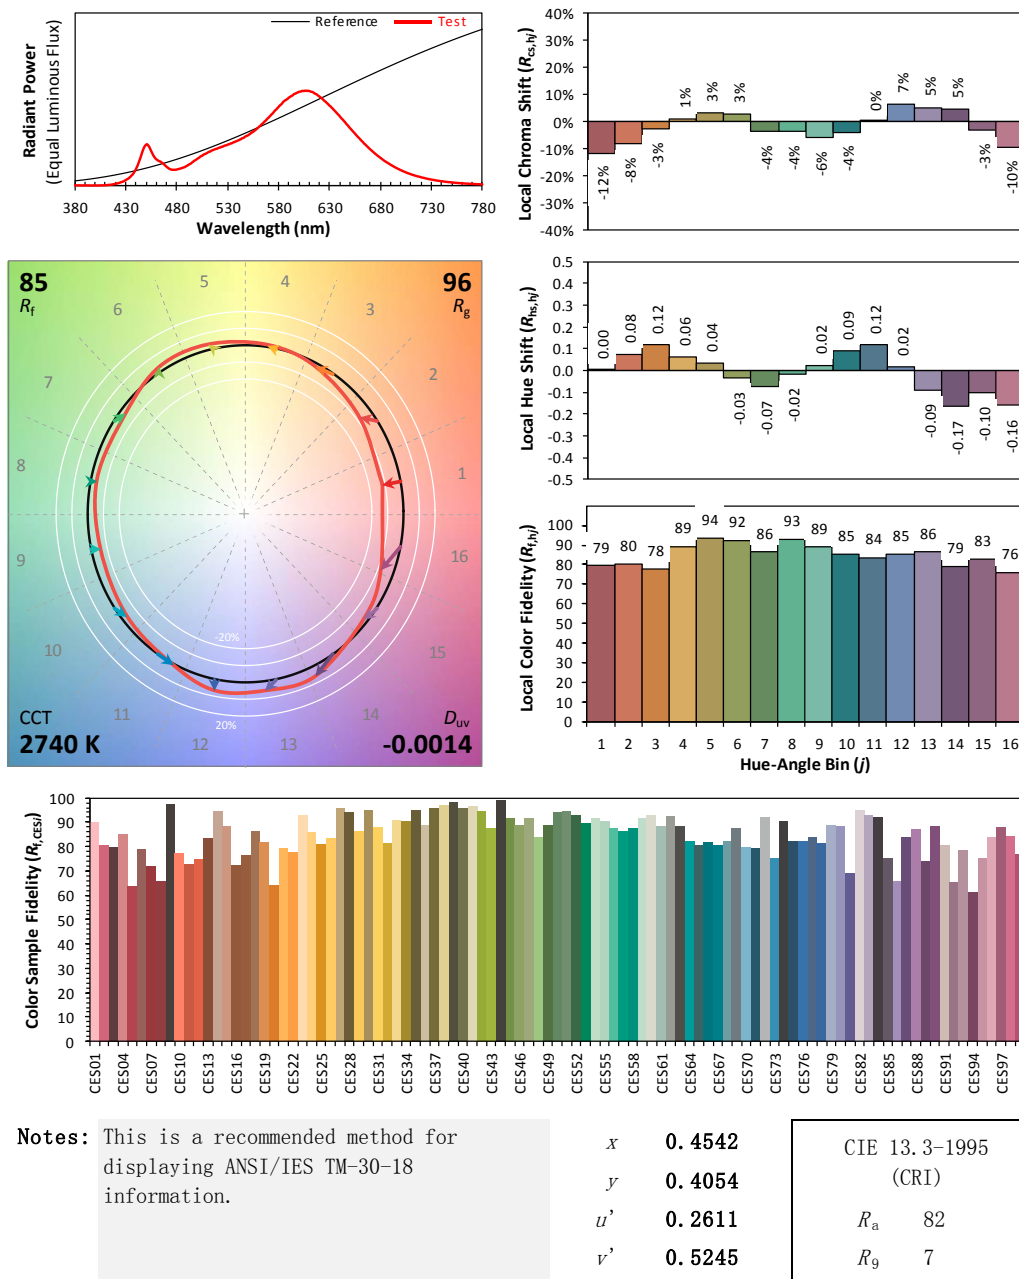 Reference Test
Radiant Power
(Equal Luminous Flux)
380 430 480 530 580 630 680 730 780
Wavelength (nm)
Local Chroma Shift (Rcs,hj)
40%
30%
20%
10%
0%
-10%
-20%
-30%
-40%
-12% -8% -3% 1% 3% 3% -4% -4% -6% -4% 0% 7% 5% 5% -3% -10%
85
Rf
96
Rg
5 4
6 3
7 2
8 1
9 16
10 15
11 14
12 13
-20%
20%
CCT
2740 K
Duv
-0.0014
Local Hue Shift (Rhs,hj)
0.5
0.4
0.3
0.2
0.1
0.0
-0.1
-0.2
-0.3
-0.4
-0.5
0.00 0.08 0.12 0.06 0.04 -0.03 -0.07 -0.02 0.02 0.09 0.12 0.02 -0.09 -0.17 -0.10 -0.16
Local Color Fidelity (Rf,hj)
100
90
80
70
60
50
40
30
20
10
0
79 80 78 89 94 92 86 93 89 85 84 85 86 79 83 76
1 2 3 4 5 6 7 8 9 10 11 12 13 14 15 16
Hue-Angle Bin (j)
Color Sample Fidelity (Rf,CESi)
100
90
80
70
60
50
40
30
20
10
0
CES01 CES04 CES07 CES10 CES13 CES16 CES19 CES22 CES25 CES28 CES31 CES34 CES37 CES40 CES43 CES46 CES49 CES52 CES55 CES58 CES61 CES64 CES67 CES70 CES73 CES76 CES79 CES82 CES85 CES88 CES91 CES94 CES97
Notes: This is a recommended method for
displaying ANSI/IES TM-30-18
information.
x 0.4542
y 0.4054
u' 0.2611
v' 0.5245
CIE 13.3-1995
(CRI)
Ra 82
R9 7